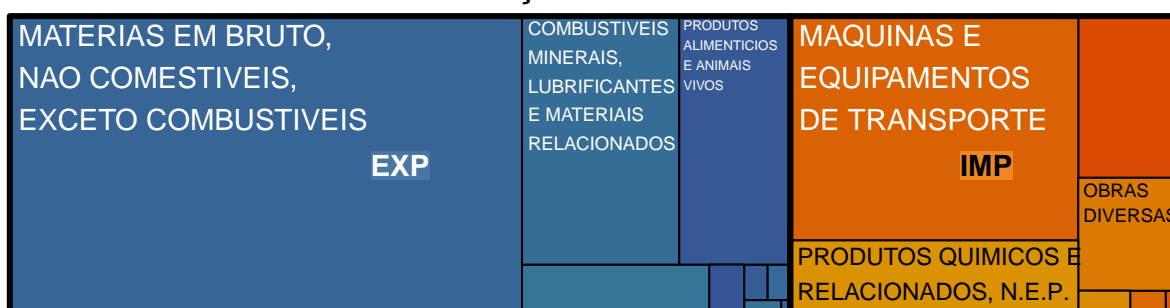 MATERIAS EM BRUTO,
NAO COMESTIVEIS,
EXCETO COMBUSTIVEIS
EXP
COMBUSTIVEIS
MINERAIS,
LUBRIFICANTES
E MATERIAIS
RELACIONADOS
PRODUTOS
ALIMENTICIOS
E ANIMAIS
VIVOS
MAQUINAS E
EQUIPAMENTOS
DE TRANSPORTE
IMP
OBRAS
DIVERSAS
PRODUTOS QUIMICOS E
RELACIONADOS, N.E.P.